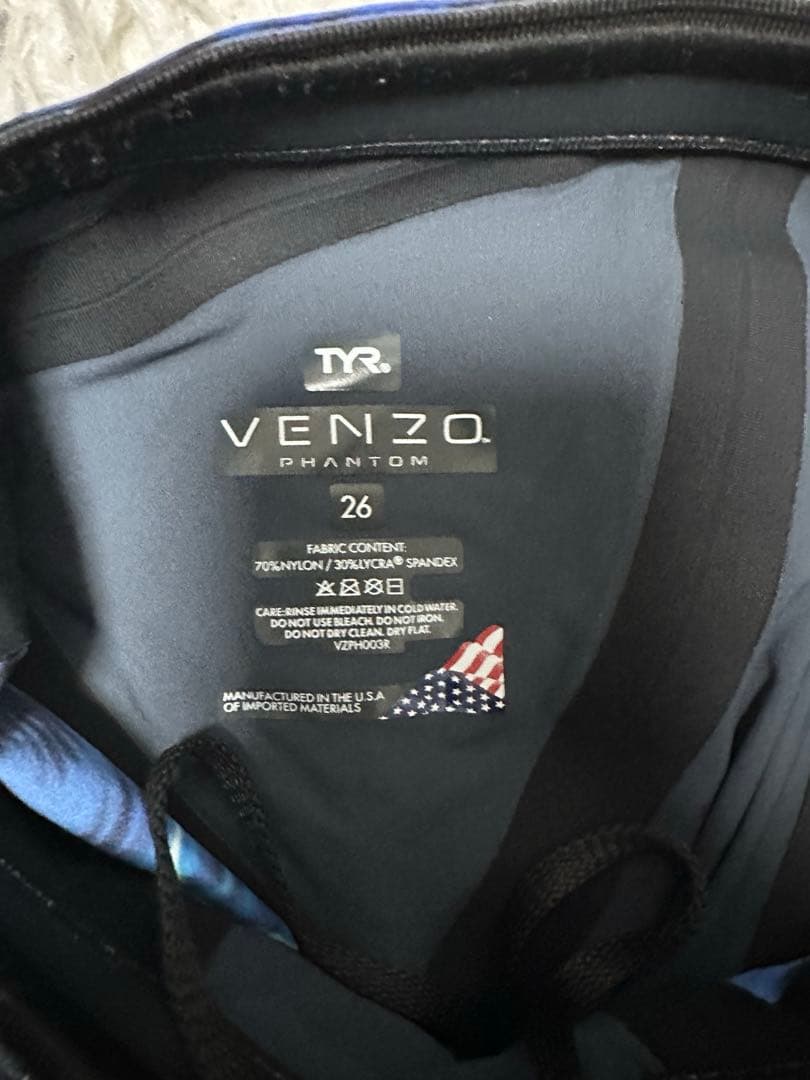 TYR®
VENZO™
PHANTOM
26
FABRIC CONTENT:
70%NYLON / 30%LYCRA® SPANDEX
CARE: RINSE IMMEDIATELY IN COLD WATER.
DO NOT USE BLEACH. DO NOT IRON.
DO NOT DRY CLEAN. DRY FLAT.
VZPH003R
MANUFACTURED IN THE U.S.A
OF IMPORTED MATERIALS